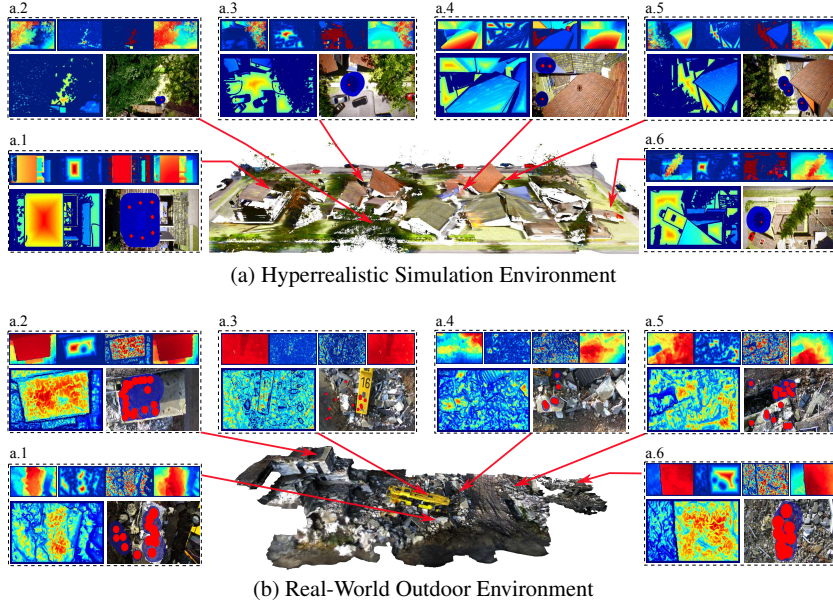 a.2
a.3
a.4
a.5
a.1
a.6
(a) Hyperrealistic Simulation Environment
a.2
a.3
a.4
a.5
16
a.1
a.6
(b) Real-World Outdoor Environment